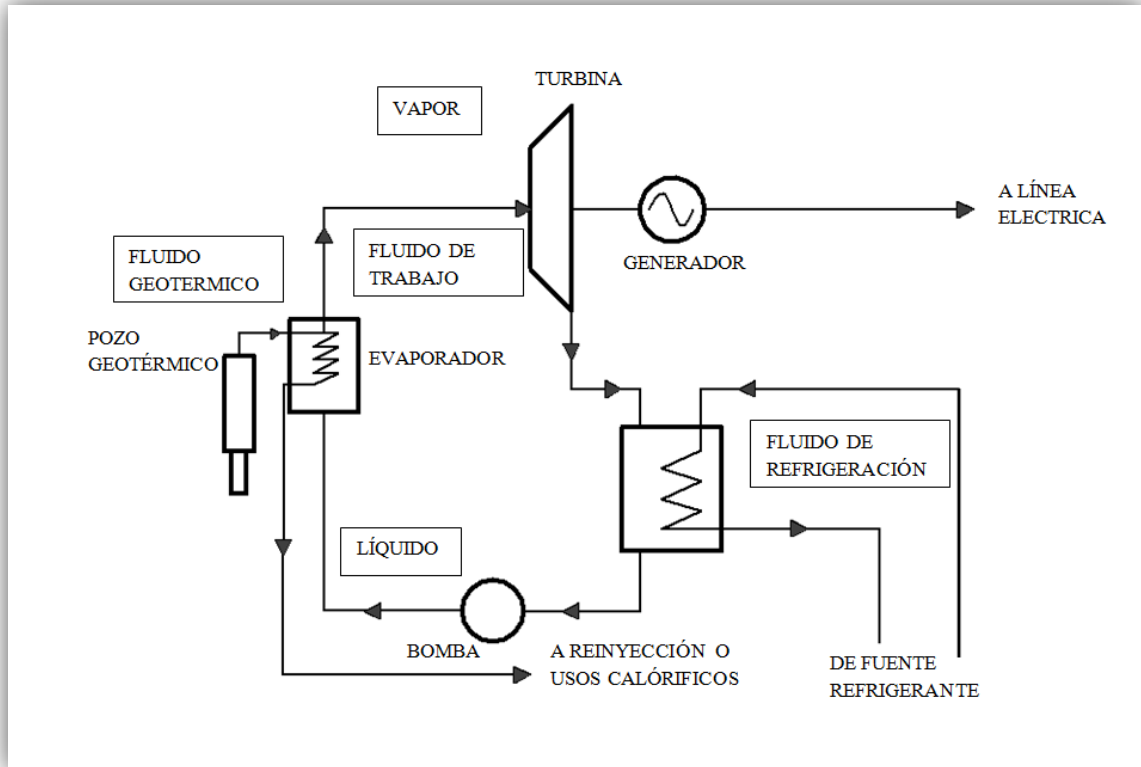 TURBINA
VAPOR
A LÍNEA
ELECTRICA
FLUIDO
GEOTERMICO
FLUIDO DE
TRABAJO
GENERADOR
POZO
GEOTÉRMICO
EVAPORADOR
FLUIDO DE
REFRIGERACIÓN
LÍQUIDO
BOMBA
A REINYECCIÓN O
USOS CALÓRIFICOS
DE FUENTE
REFRIGERANTE